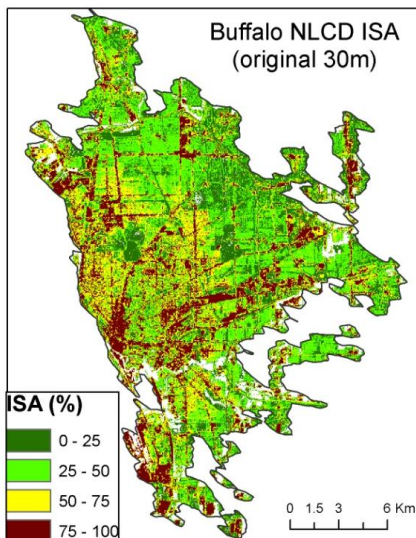 Buffalo NLCD ISA
(original 30m)
ISA (%)
0 - 25
25 - 50
50 - 75
75 - 100
0 1.5 3 6 Km